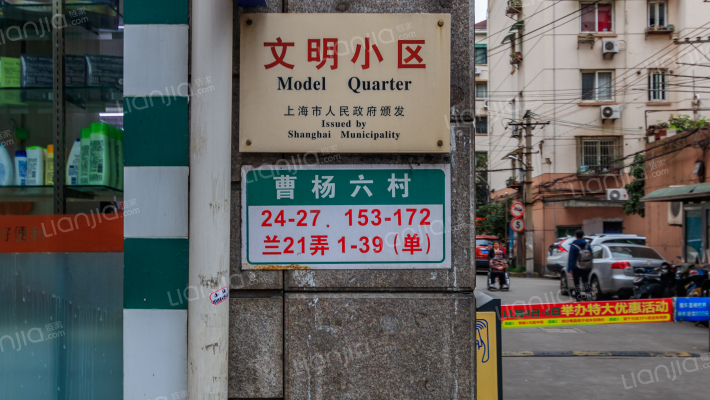 文明小区
Model Quarter
上海市人民政府颁发
Issued by
Shanghai Municipality
曹杨六村
24-27．153-172
兰21弄 1-39（单）
举办特大优惠活动
Lianjia.com